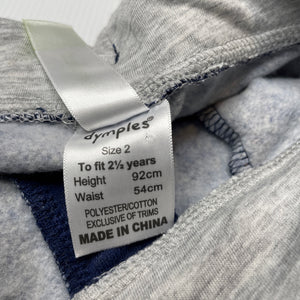 dymples®
Size 2
To fit 2½ years
Height 92cm
Waist 54cm
POLYESTER/COTTON
EXCLUSIVE OF TRIMS
MADE IN CHINA